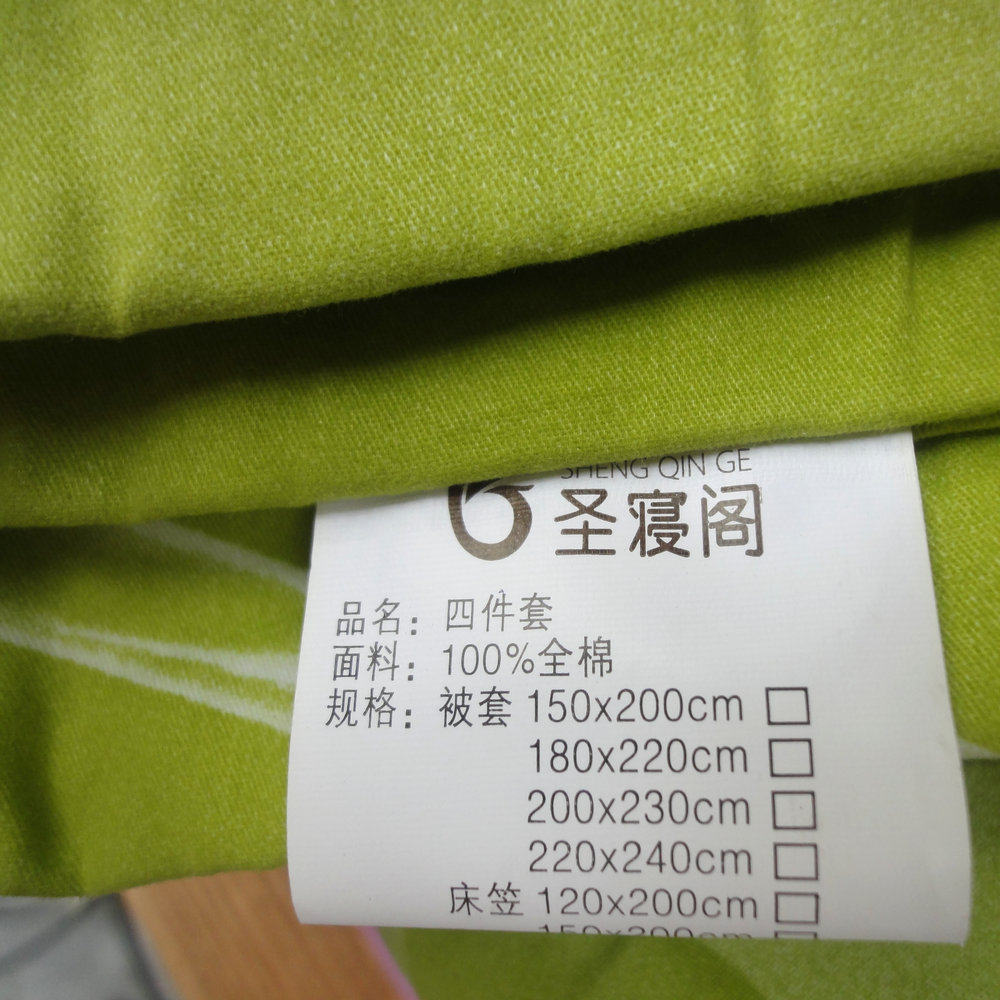 SHENG QIN GE
圣寝阁
品名：四件套
面料：100%全棉
规格：被套 150x200cm
180x220cm
200x230cm
220x240cm
床笠 120x200cm